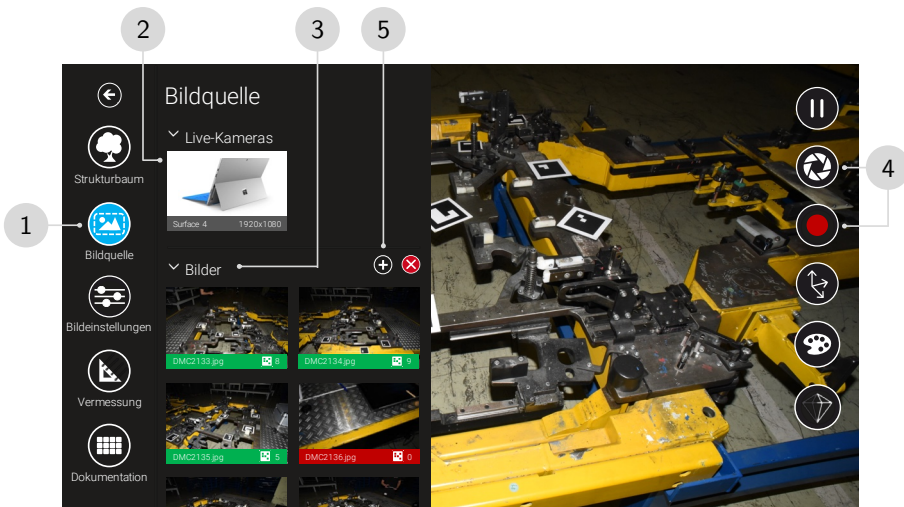 2
3
5
Bildquelle
Live-Kameras
Strukturbaum
Surface 4 1920x1080
4
1
Bildquelle
Bilder
Bildeinstellungen
DMC2133.jpg 8
DMC2134.jpg 9
Vermessung
DMC2135.jpg 5
DMC2136.jpg 0
Dokumentation